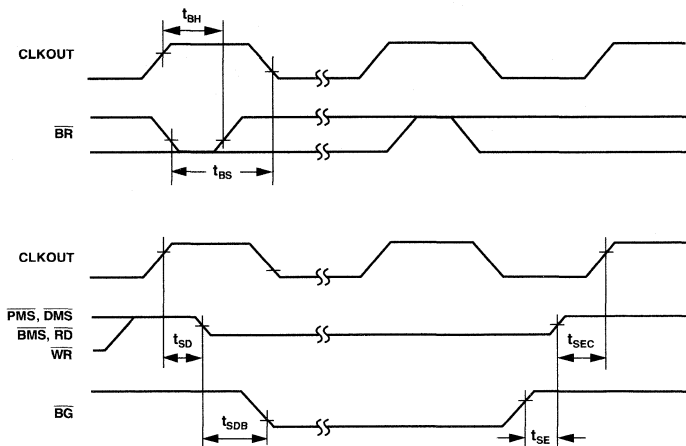 tBH
CLKOUT
BR
tBS
CLKOUT
PMS, DMS
BMS, RD
WR
tSD
tSEC
BG
tSDB
tSE